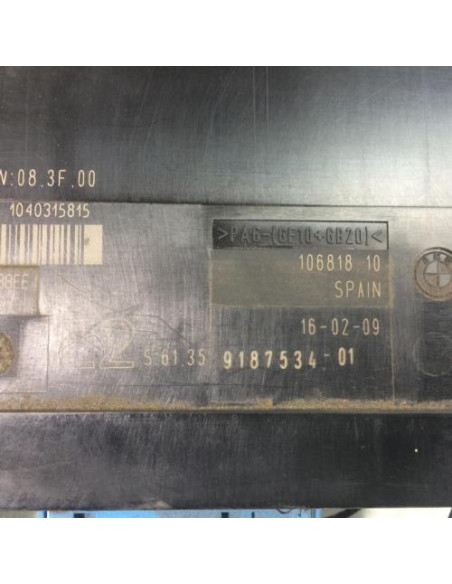 W:08.3F.00
1040315815
>PA6-(GF10+GB20)<
106818 10
SPAIN
16-02-09
S 61.35 9187534-01